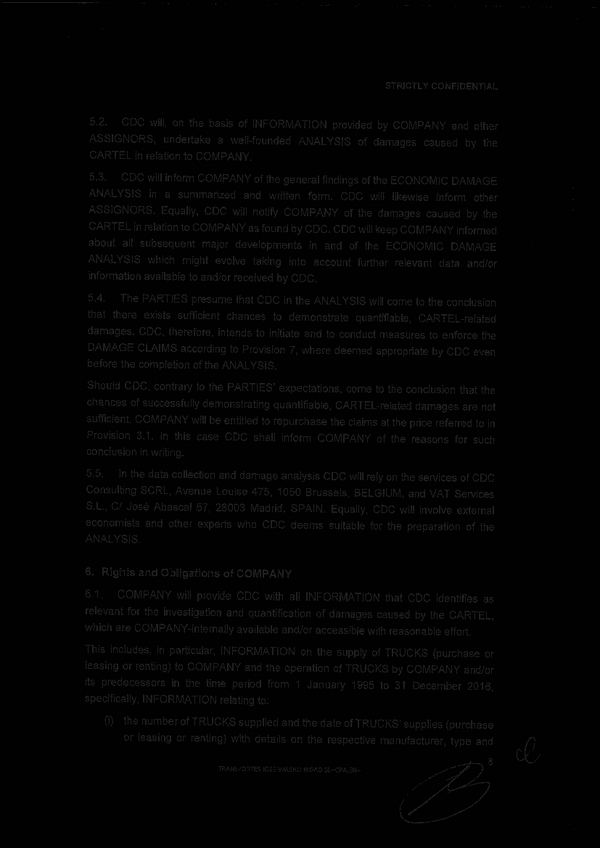 STRICTLY CONFIDENTIAL
5.2. CDC will, on the basis of INFORMATION provided by COMPANY and other
ASSIGNORS, undertake a well-founded ANALYSIS of damages caused by the
CARTEL in relation to COMPANY.
5.3. CDC will inform COMPANY of the general findings of the ECONOMIC DAMAGE
ANALYSIS in a summarized and written form. CDC will likewise inform other
ASSIGNORS. Equally, CDC will notify COMPANY of the damages caused by the
CARTEL in relation to COMPANY as found by CDC. CDC will keep COMPANY informed
about all subsequent major developments in and of the ECONOMIC DAMAGE
ANALYSIS which might evolve taking into account further relevant data and/or
information available to and/or received by CDC.
5.4. The PARTIES presume that CDC in the ANALYSIS will come to the conclusion
that there exists sufficient chances to demonstrate quantifiable, CARTEL-related
damages. CDC, therefore, intends to initiate and to conduct measures to enforce the
DAMAGE CLAIMS according to Provision 7, where deemed appropriate by CDC even
before the completion of the ANALYSIS.
Should CDC, contrary to the PARTIES' expectations, come to the conclusion that the
chances of successfully demonstrating quantifiable, CARTEL-related damages are not
sufficient, COMPANY will be entitled to repurchase the claims at the price referred to in
Provision 3.1. In this case CDC shall inform COMPANY of the reasons for such
conclusion in writing.
5.5. In the data collection and damage analysis CDC will rely on the services of CDC
Consulting SCRL, Avenue Louise 475, 1050 Brussels, BELGIUM, and VAT Services
S.L., C/ José Abascal 57, 28003 Madrid, SPAIN. Equally, CDC will involve external
economists and other experts who CDC deems suitable for the preparation of the
ANALYSIS.
6. Rights and Obligations of COMPANY
6.1. COMPANY will provide CDC with all INFORMATION that CDC identifies as
relevant for the investigation and quantification of damages caused by the CARTEL,
which are COMPANY-internally available and/or accessible with reasonable effort.
This includes, in particular, INFORMATION on the supply of TRUCKS (purchase or
leasing or renting) to COMPANY and the operation of TRUCKS by COMPANY and/or
its predecessors in the time period from 1 January 1995 to 31 December 2016,
specifically, INFORMATION relating to:
(i) the number of TRUCKS supplied and the date of TRUCKS' supplies (purchase
or leasing or renting) with details on the respective manufacturer, type and
8